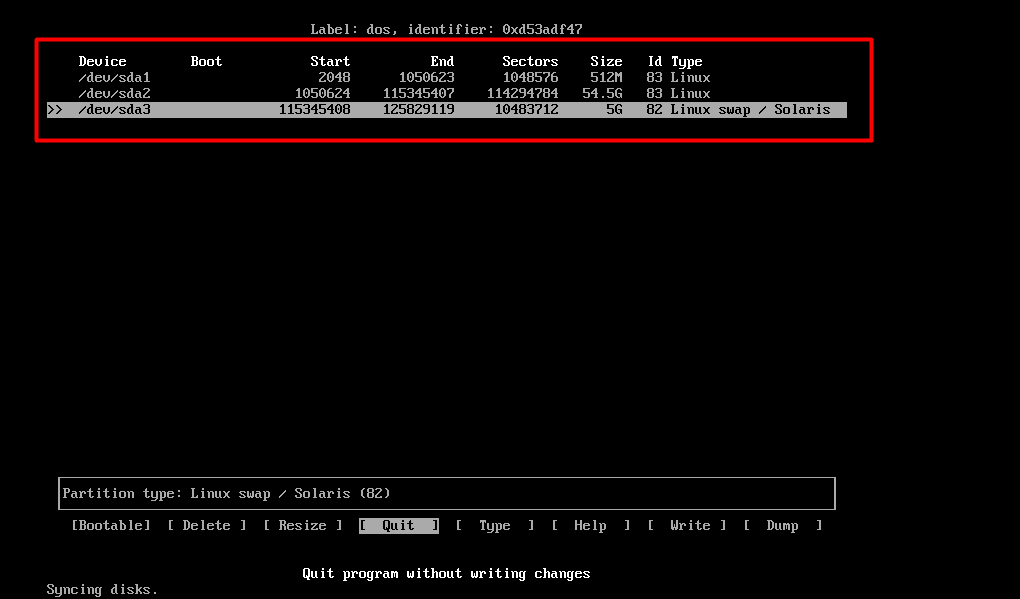 Label: dos, identifier: 0xd53adf47
Device Boot Start End Sectors Size Id Type
/dev/sda1 2048 1050623 1048576 512M 83 Linux
/dev/sda2 1050624 115345407 114294784 54.5G 83 Linux
>> /dev/sda3 115345408 125829119 10483712 5G 82 Linux swap / Solaris
Partition type: Linux swap / Solaris (82)
[Bootable] [ Delete ] [ Resize ] [ Quit ] [ Type ] [ Help ] [ Write ] [ Dump ]
Quit program without writing changes
Syncing disks.